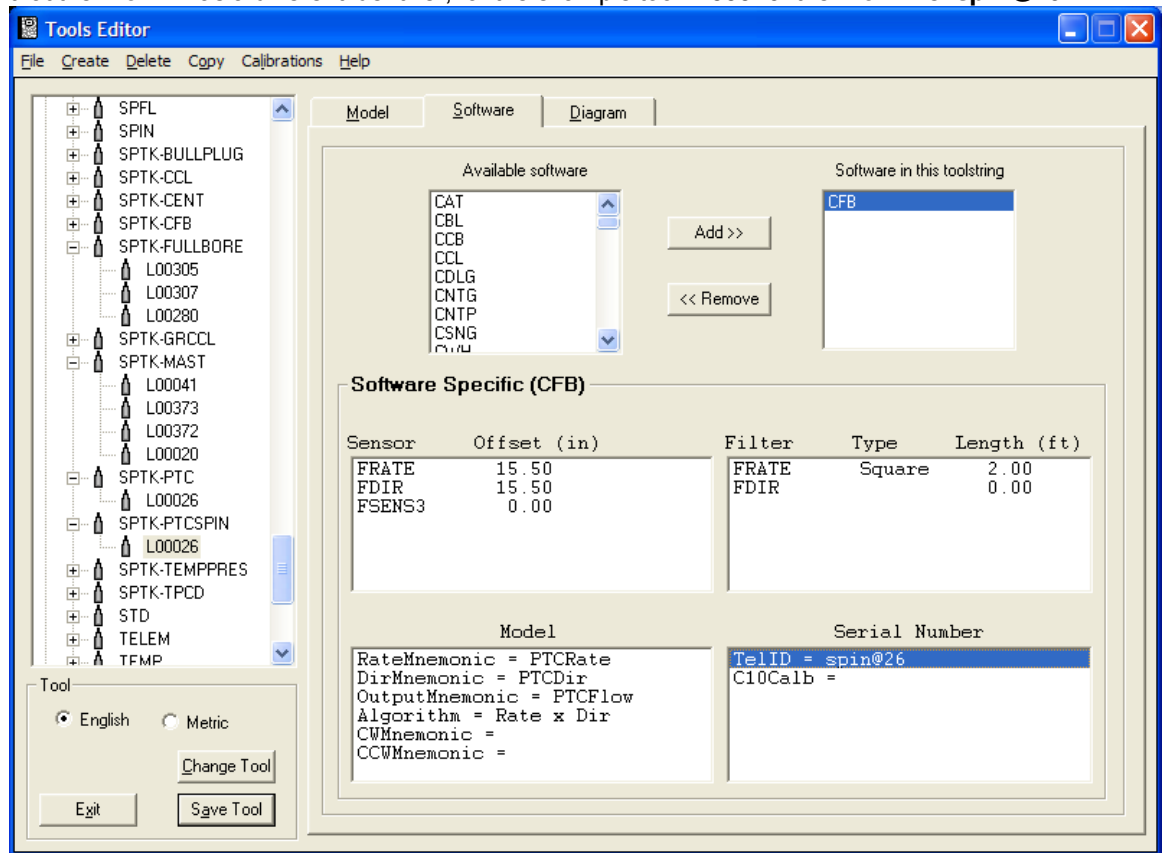 Tools Editor
File Create Delete Copy Calibrations Help
SPFL
SPIN
SPTK-BULLPLUG
SPTK-CCL
SPTK-CENT
SPTK-CFB
SPTK-FULLBORE
L00305
L00307
L00280
SPTK-GRCCL
SPTK-MAST
L00041
L00373
L00372
L00020
SPTK-PTC
L00026
SPTK-PTCSPIN
L00026
SPTK-TEMPPRES
SPTK-TPCD
STD
TELEM
TEMP
Tool
English Metric
Change Tool
Exit Save Tool
Model Software Diagram
Available software
CAT
CBL
CCB
CCL
CDLG
CNTG
CNTP
CSNG
Add >>
<< Remove
Software in this toolstring
CFB
Software Specific (CFB)
Sensor Offset (in)
FRATE 15.50
FDIR 15.50
FSENS3 0.00
Filter Type Length (ft)
FRATE Square 2.00
FDIR 0.00
Model
RateMnemonic = PTCRate
DirMnemonic = PTCDir
OutputMnemonic = PTCFlow
Algorithm = Rate x Dir
CWMnemonic =
CCWMnemonic =
Serial Number
TelID = spin@26
C10Calb =